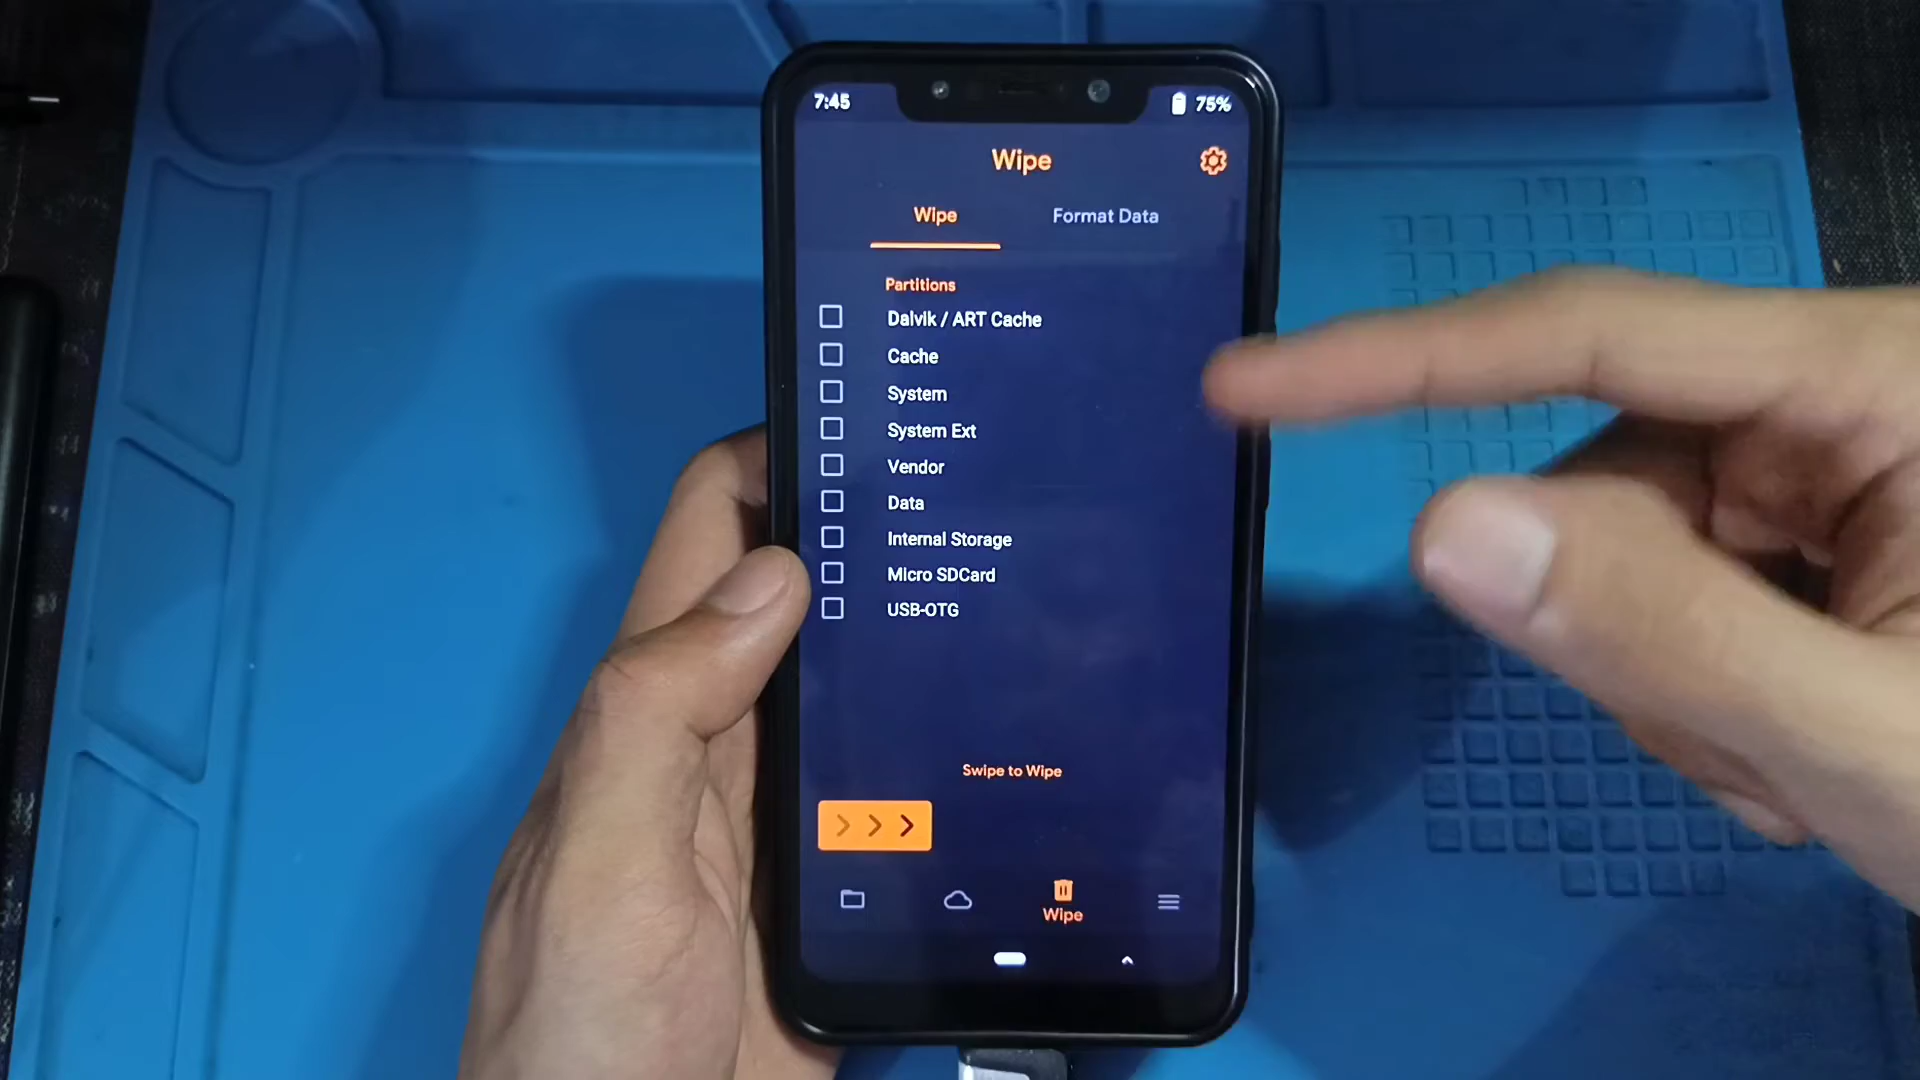 7:45
75%
Wipe
Wipe
Format Data
Partitions
Dalvik / ART Cache
Cache
System
System Ext
Vendor
Data
Internal Storage
Micro SDCard
USB-OTG
Swipe to Wipe
Wipe